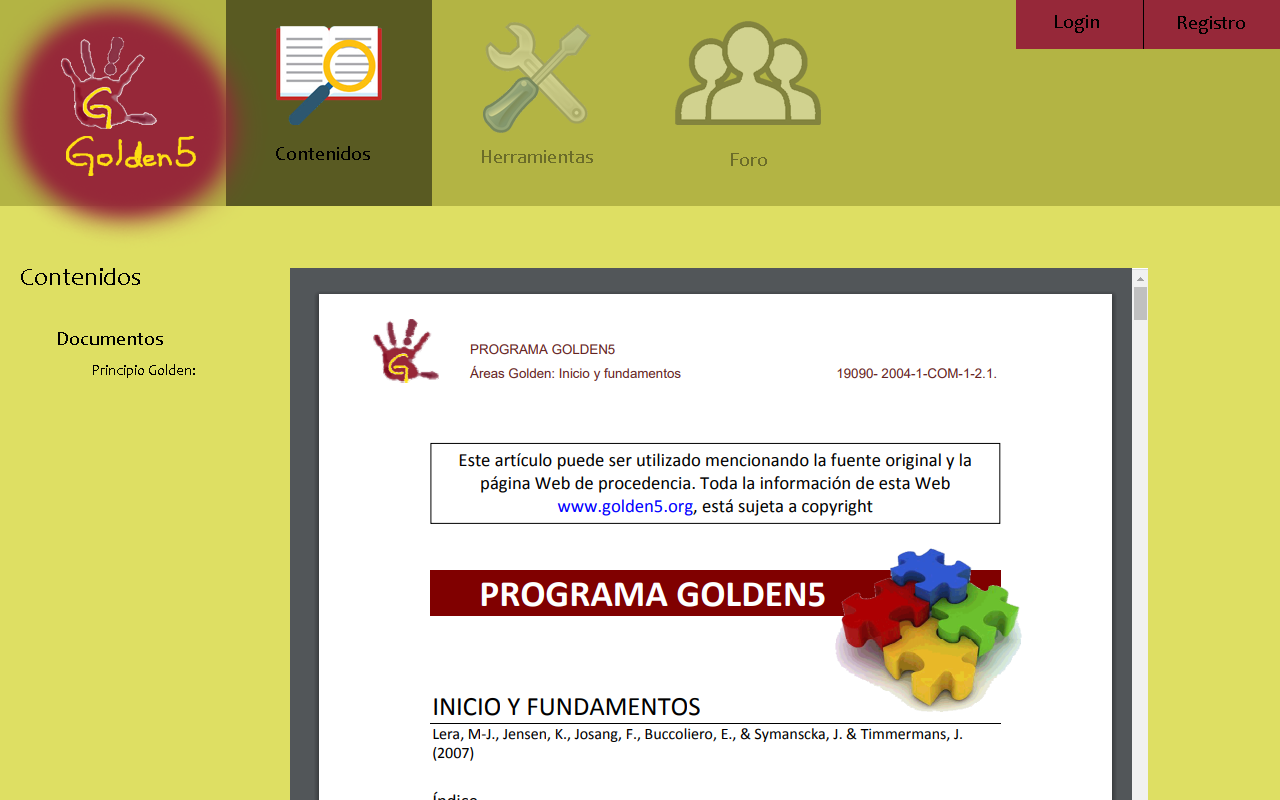 Login
Registro
G
Golden5
Contenidos
Herramientas
Foro
Contenidos
Documentos
Principio Golden:
G
PROGRAMA GOLDEN5
Áreas Golden: Inicio y fundamentos
19090- 2004-1-COM-1-2.1.
Este artículo puede ser utilizado mencionando la fuente original y la
página Web de procedencia. Toda la información de esta Web
www.golden5.org, está sujeta a copyright
PROGRAMA GOLDEN5
INICIO Y FUNDAMENTOS
Lera, M-J., Jensen, K., Josang, F., Buccoliero, E., & Symanscka, J. & Timmermans, J.
(2007)
Índice